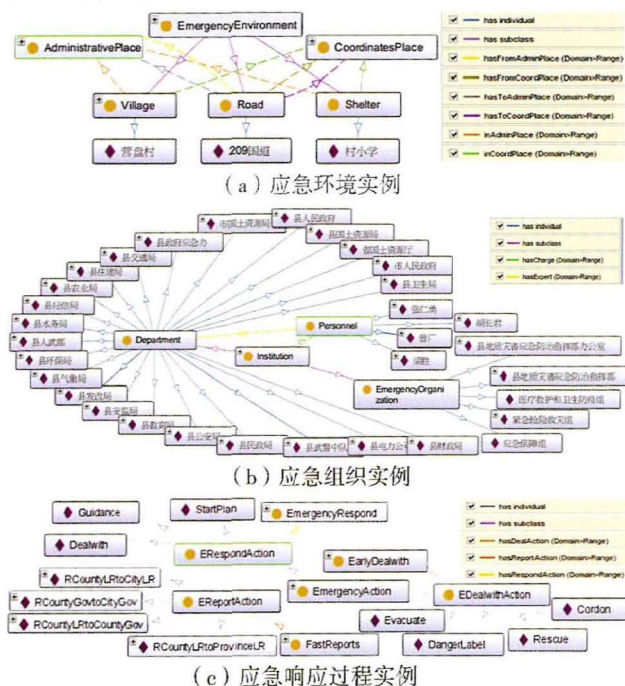 EmergencyEnvironment
AdministrativePlace
CoordinatesPlace
Village
Road
Shelter
营盘村
209国道
村小学
has individual
has subclass
hasFromAdminPlace (Domain>Range)
hasFromCoordPlace (Domain>Range)
hasToAdminPlace (Domain>Range)
hasToCoordPlace (Domain>Range)
inAdminPlace (Domain>Range)
inCoordPlace (Domain>Range)
(a)应急环境实例
市国土资源局
县人民政府
县政府应急办
县国土资源局
县交通局
省国土资源厅
县住建局
市人民政府
县农业局
县卫生局
县经信局
县水务局
县人武部
县环保局
县气象局
县发改局
县安监局
县教育局
县公安局
县民政局
县武警中队
县电力公司
县财政局
Department
Institution
Personnel
张仁勇
曾广
梁胜
胡长君
EmergencyOrgani
zation
县地质灾害应急防治指挥部办公室
县地质灾害应急防治指挥部
医疗救护和卫生防疫组
紧急抢险救灾组
应急保障组
has individual
has subclass
hasCharge (Domain>Range)
hasExpert (Domain>Range)
(b)应急组织实例
Guidance
StartPlan
EmergencyRespond
Dealwith
ERespondAction
EarlyDealwith
RCountyLRtoCityLR
EmergencyAction
EDealwithAction
RCountyGovtoCityGov
EReportAction
Cordon
RCountyLRtoCountyGov
Evacuate
Rescue
RCountyLRtoProvinceLR
FastReports
DangerLabel
has individual
has subclass
hasDealAction (Domain>Range)
hasReportAction (Domain>Range)
hasRespondAction (Domain>Range)
(c)应急响应过程实例